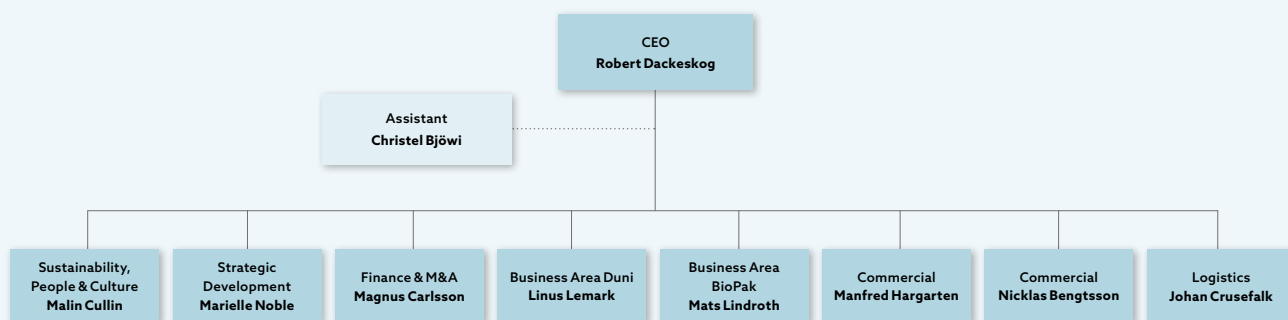 CEO
Robert Dackeskog
Assistant
Christel Bjöwi
Sustainability,
People & Culture
Malin Cullin
Strategic
Development
Marielle Noble
Finance & M&A
Magnus Carlsson
Business Area Duni
Linus Lemark
Business Area
BioPak
Mats Lindroth
Commercial
Manfred Hargarten
Commercial
Nicklas Bengtsson
Logistics
Johan Crusefalk